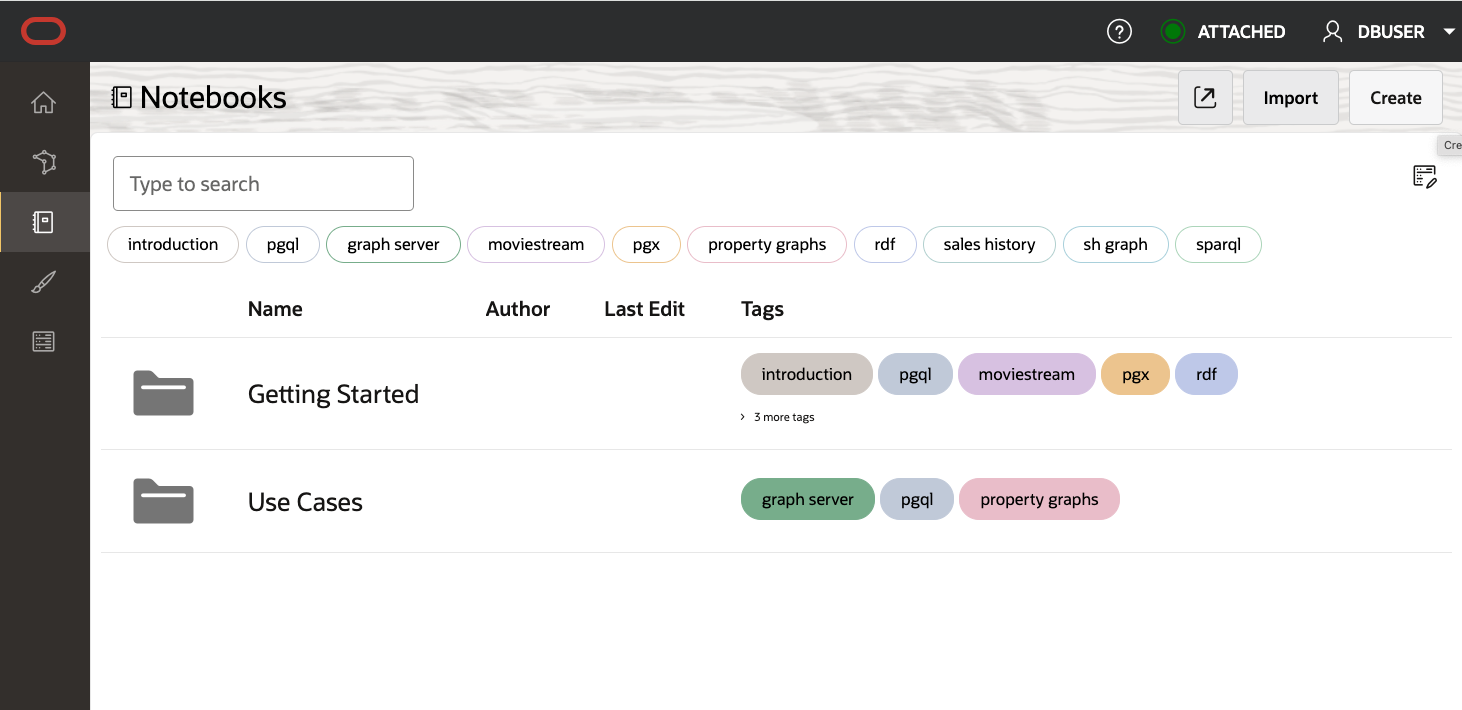 ? ATTACHED DBUSER
Notebooks Import Create
Cre
Type to search
introduction pgql graph server moviestream pgx property graphs rdf sales history sh graph sparql
Name Author Last Edit Tags
Getting Started introduction pgql moviestream pgx rdf
> 3 more tags
Use Cases graph server pgql property graphs